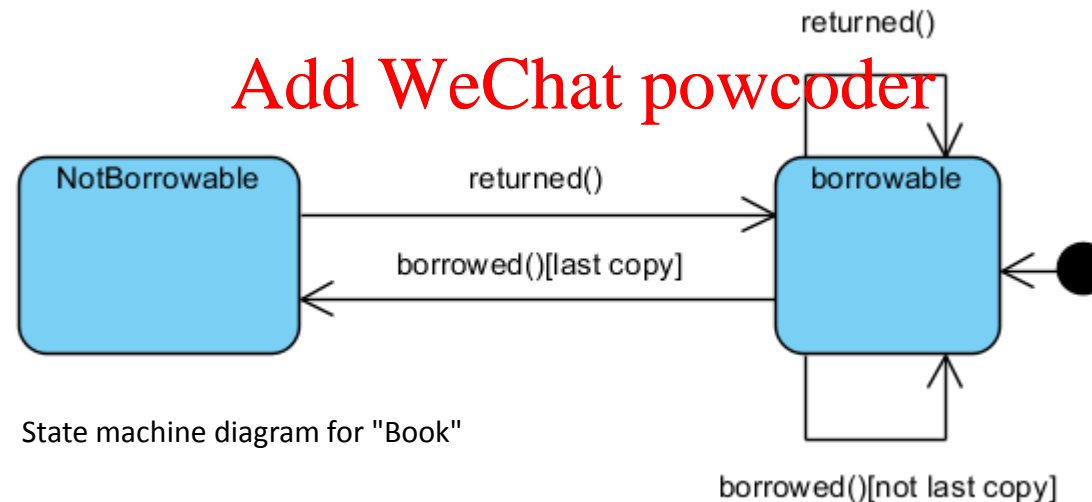 returned()
Add WeChat powcoder
NotBorrowable
returned()
borrowable
borrowed()[last copy]
State machine diagram for "Book"
borrowed()[not last copy]